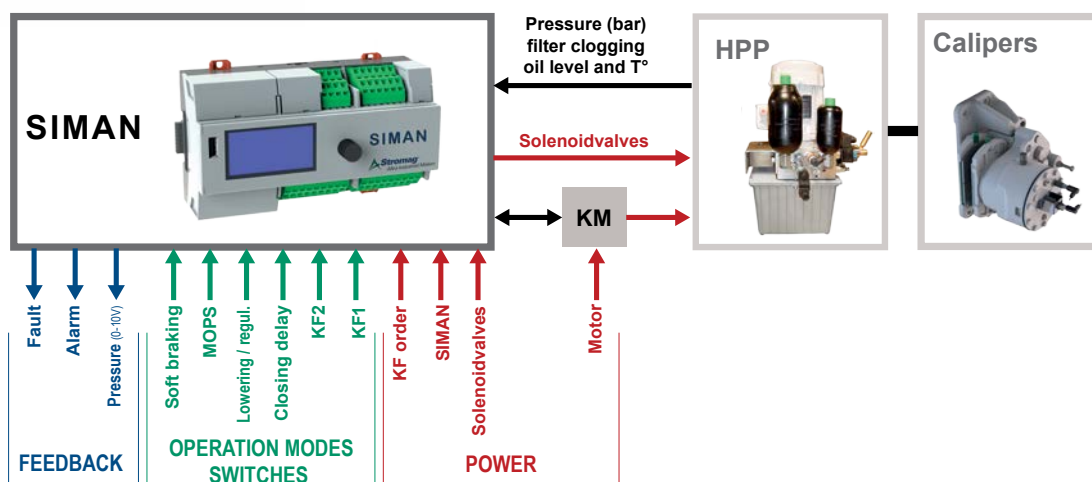 SIMAN
SIMAN
Stromag
Pressure (bar)
filter clogging
oil level and T°
Solenoidvalves
KM
HPP
Calipers
Fault
Alarm
Pressure (0-10V)
Soft braking
MOPS
Lowering / regul.
Closing delay
KF2
KF1
KF order
SIMAN
Solenoidvalves
Motor
FEEDBACK
OPERATION MODES
SWITCHES
POWER